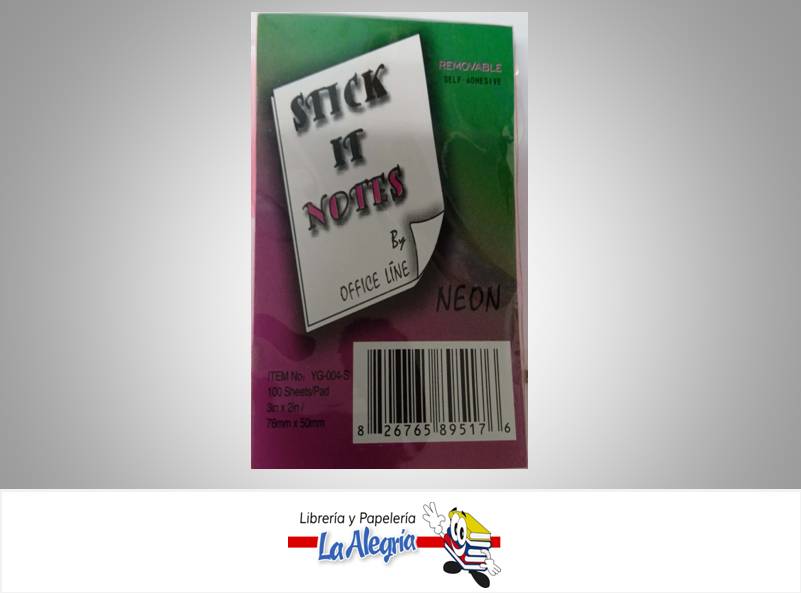 REMOVABLE
SELF-ADHESIVE
STICK
IT
NOTES
By
OFFICE LINE
NEON
ITEM No: YG-004-S
100 Sheets/Pad
3in x 2in /
76mm x 50mm
8 26765 89517 6
Librería y Papelería
La Alegría